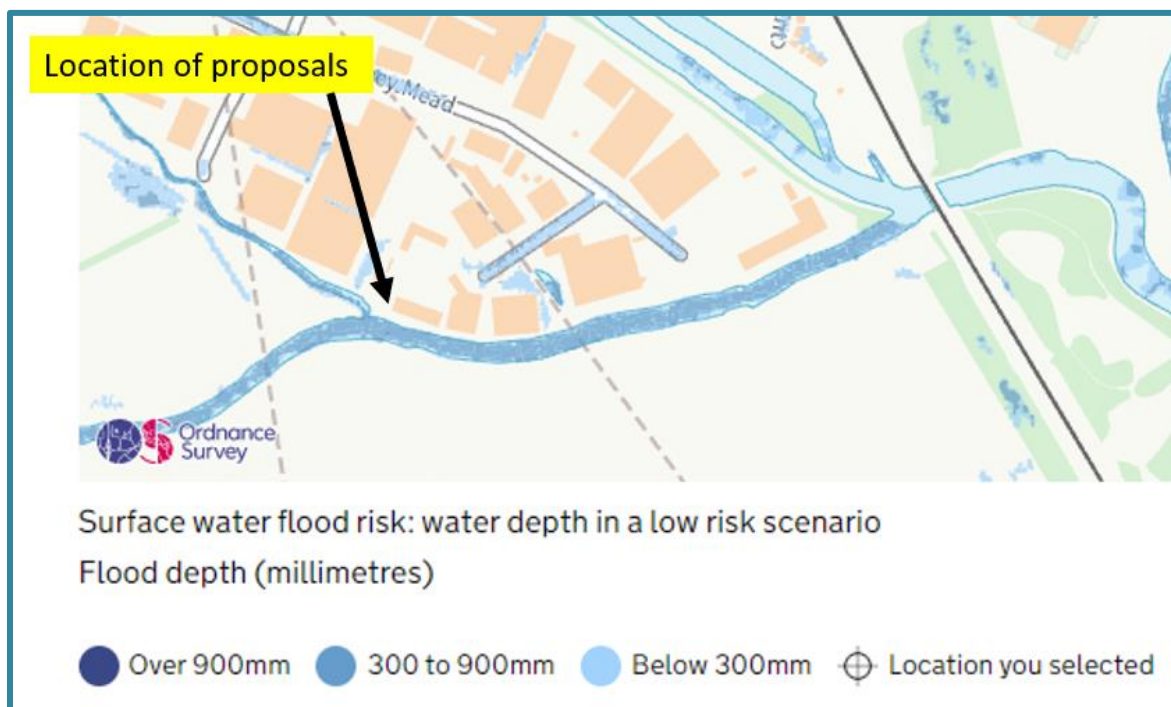 Location of proposals
vey Mead
Ordnance
Survey
Surface water flood risk: water depth in a low risk scenario
Flood depth (millimetres)
Over 900mm 300 to 900mm Below 300mm Location you selected